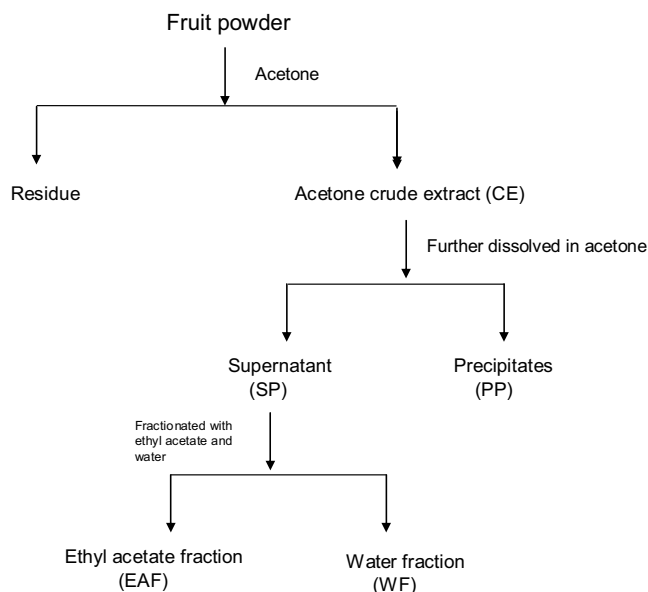 Fruit powder
Acetone
Residue
Acetone crude extract (CE)
Further dissolved in acetone
Supernatant
(SP)
Precipitates
(PP)
Fractionated with
ethyl acetate and
water
Ethyl acetate fraction
(EAF)
Water fraction
(WF)